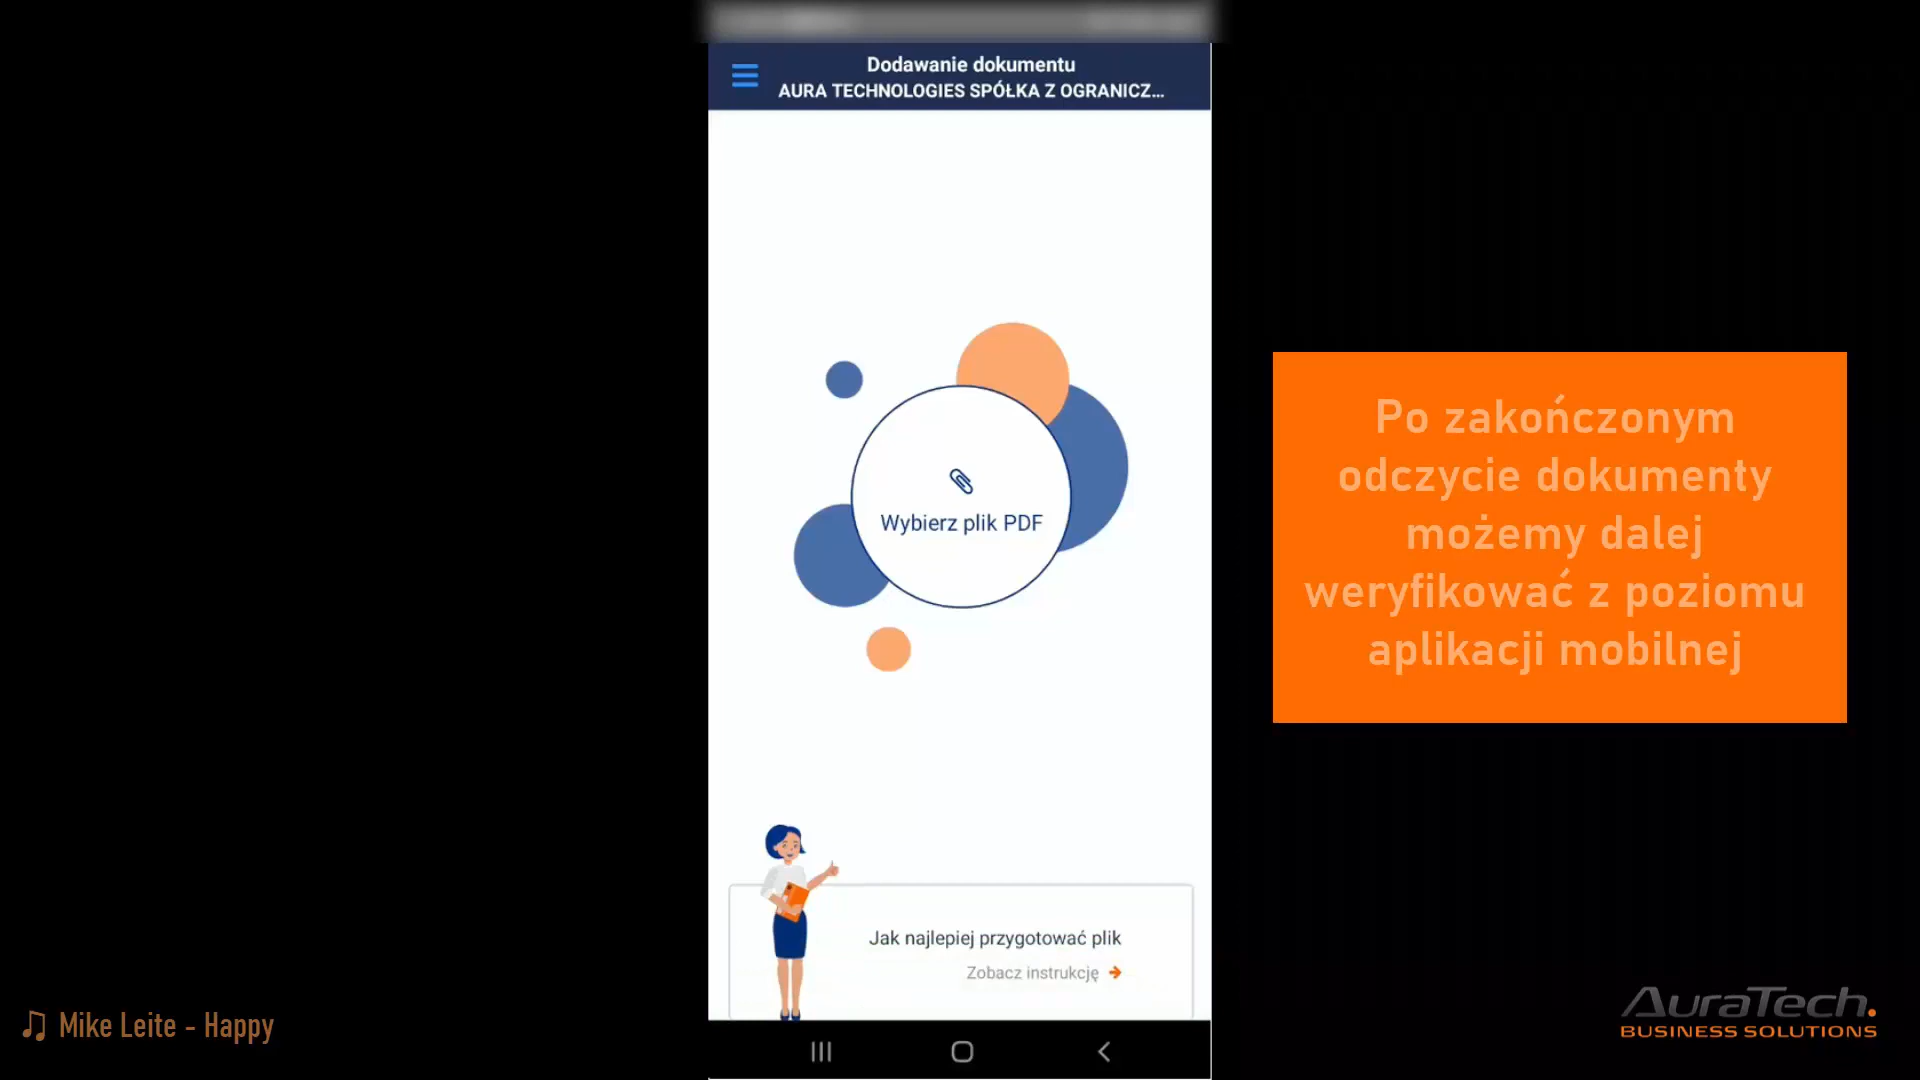 Dodawanie dokumentu
AURA TECHNOLOGIES SPÓŁKA Z OGRANICZ...
Wybierz plik PDF
Po zakończonym
odczycie dokumenty
możemy dalej
weryfikować z poziomu
aplikacji mobilnej
Jak najlepiej przygotować plik
Zobacz instrukcję
Mike Leite - Happy
AuraTech.
BUSINESS SOLUTIONS